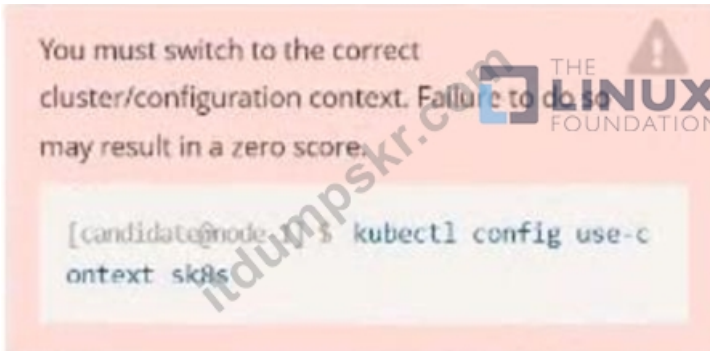 You must switch to the correct
cluster/configuration context. Failure to do so
may result in a zero score.
THE
LINUX
FOUNDATION
[candidate@node-1] $ kubectl config use-c
ontext sk8s
itdumpskr.com